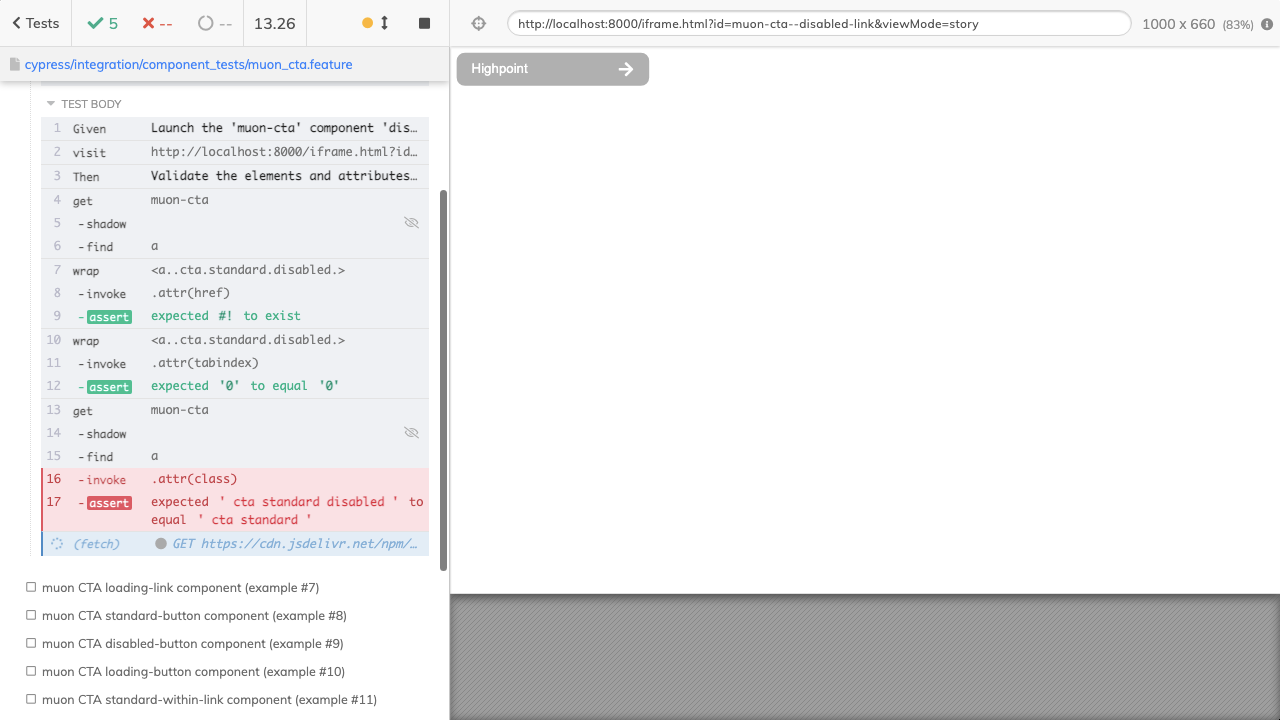 Tests
5
--
--
13.26
http://localhost:8000/iframe.html?id=muon-cta--disabled-link&viewMode=story
1000 x 660 (83%)
cypress/integration/component_tests/muon_cta.feature
Highpoint
TEST BODY
1 Given Launch the 'muon-cta' component 'dis…
2 visit http://localhost:8000/iframe.html?id…
3 Then Validate the elements and attributes…
4 get muon-cta
5 -shadow
6 -find a
7 wrap <a..cta.standard.disabled.>
8 -invoke .attr(href)
9 -assert expected #! to exist
10 wrap <a..cta.standard.disabled.>
11 -invoke .attr(tabindex)
12 -assert expected '0' to equal '0'
13 get muon-cta
14 -shadow
15 -find a
16 -invoke .attr(class)
17 -assert expected ' cta standard disabled ' to
equal ' cta standard '
(fetch) GET https://cdn.jsdelivr.net/npm/…
muon CTA loading-link component (example #7)
muon CTA standard-button component (example #8)
muon CTA disabled-button component (example #9)
muon CTA loading-button component (example #10)
muon CTA standard-within-link component (example #11)